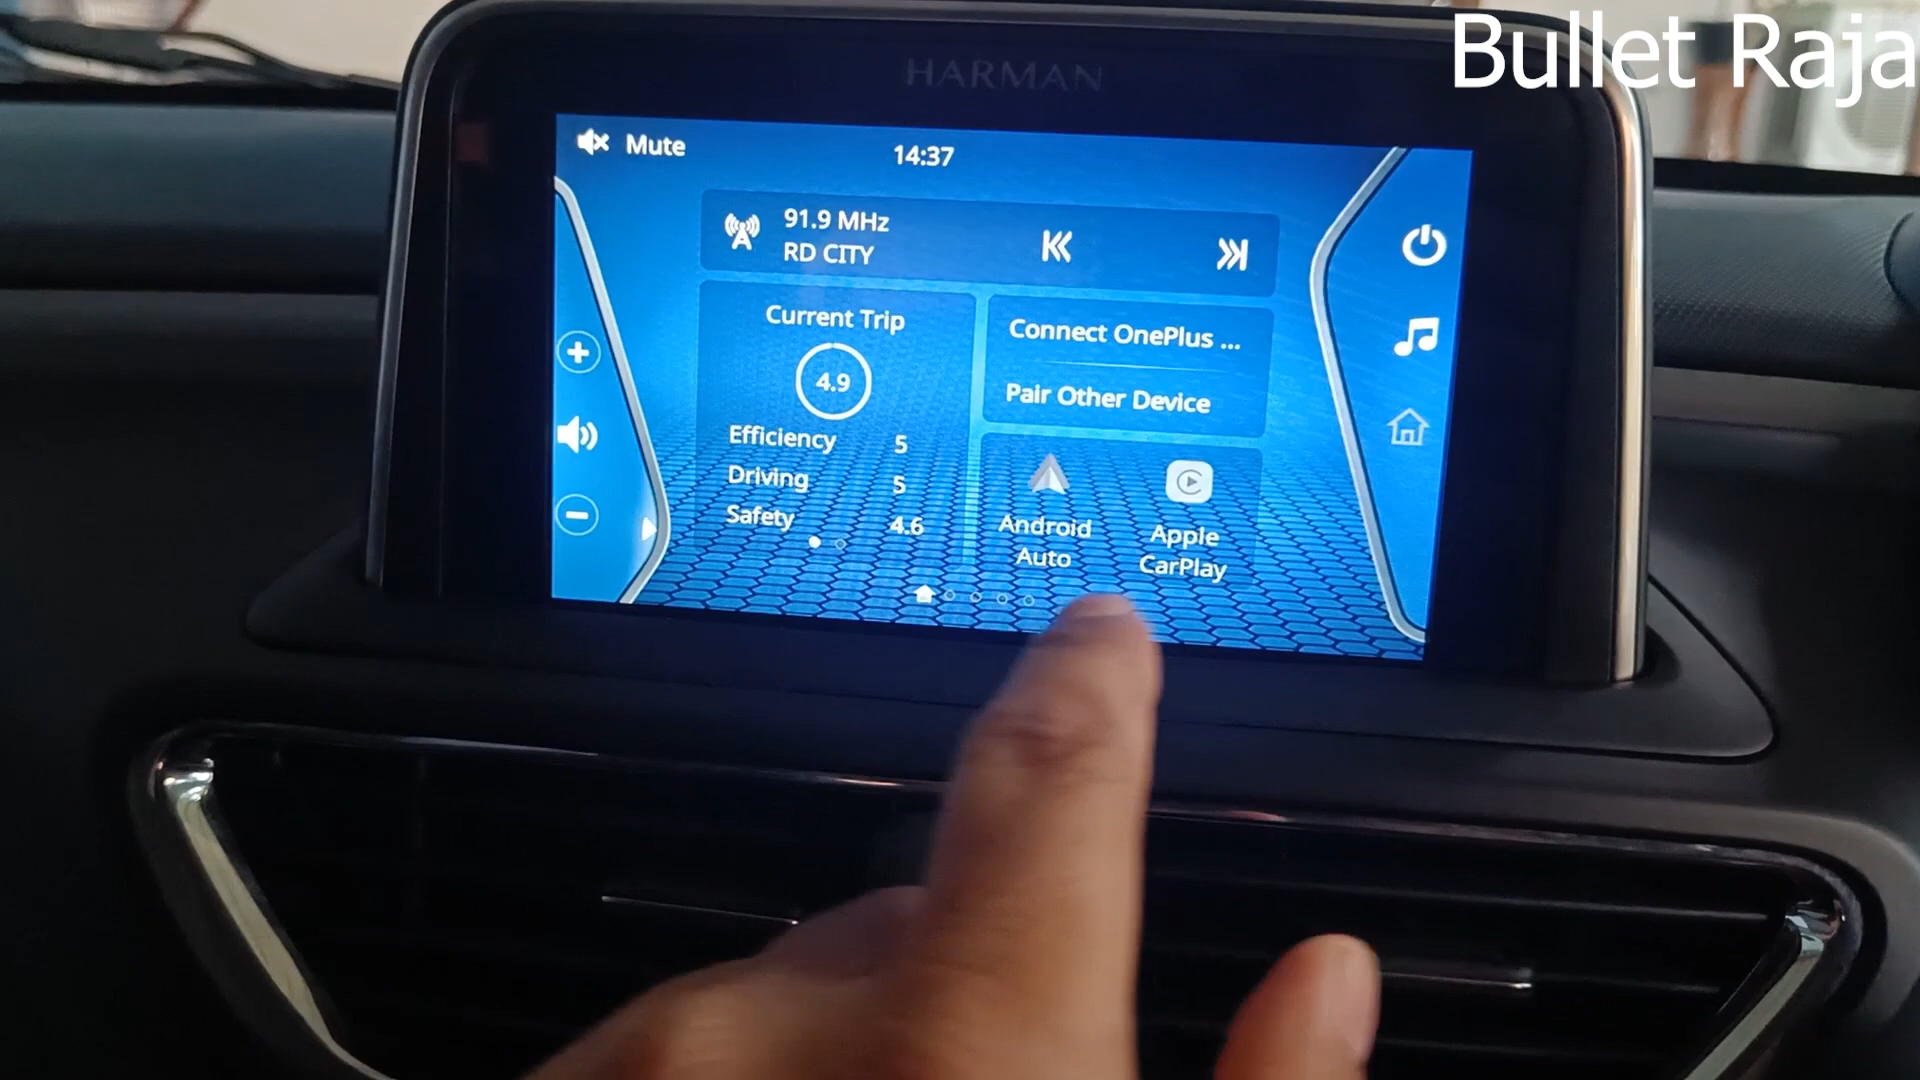 Bullet Raja
HARMAN
Mute
14:37
91.9 MHz
RD CITY
Current Trip
4.9
Efficiency 5
Driving 5
Safety 4.6
Connect OnePlus ...
Pair Other Device
Android
Auto
Apple
CarPlay